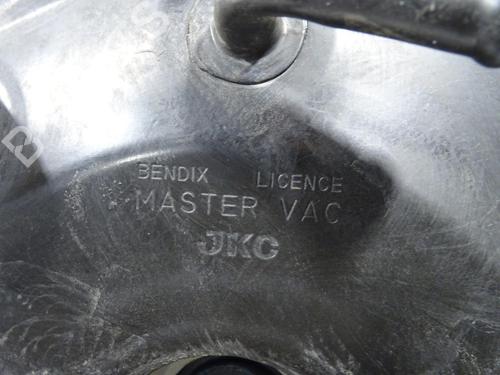 BENDIX LICENCE
MASTER VAC
JKC